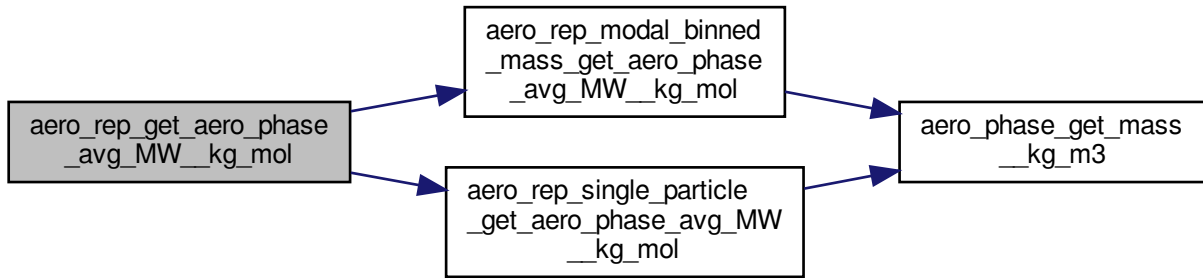 aero_rep_get_aero_phase
_avg_MW__kg_mol
aero_rep_modal_binned
_mass_get_aero_phase
_avg_MW__kg_mol
aero_rep_single_particle
_get_aero_phase_avg_MW
__kg_mol
aero_phase_get_mass
__kg_m3